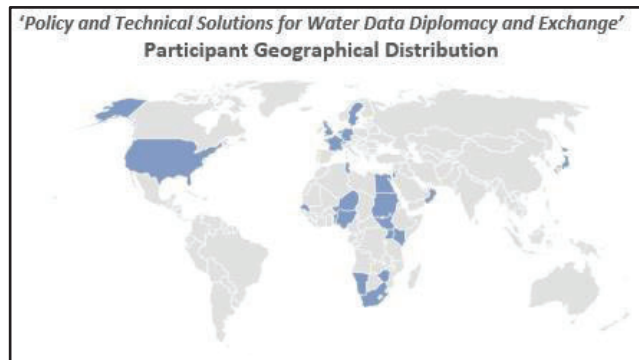 ‘Policy and Technical Solutions for Water Data Diplomacy and Exchange’
Participant Geographical Distribution